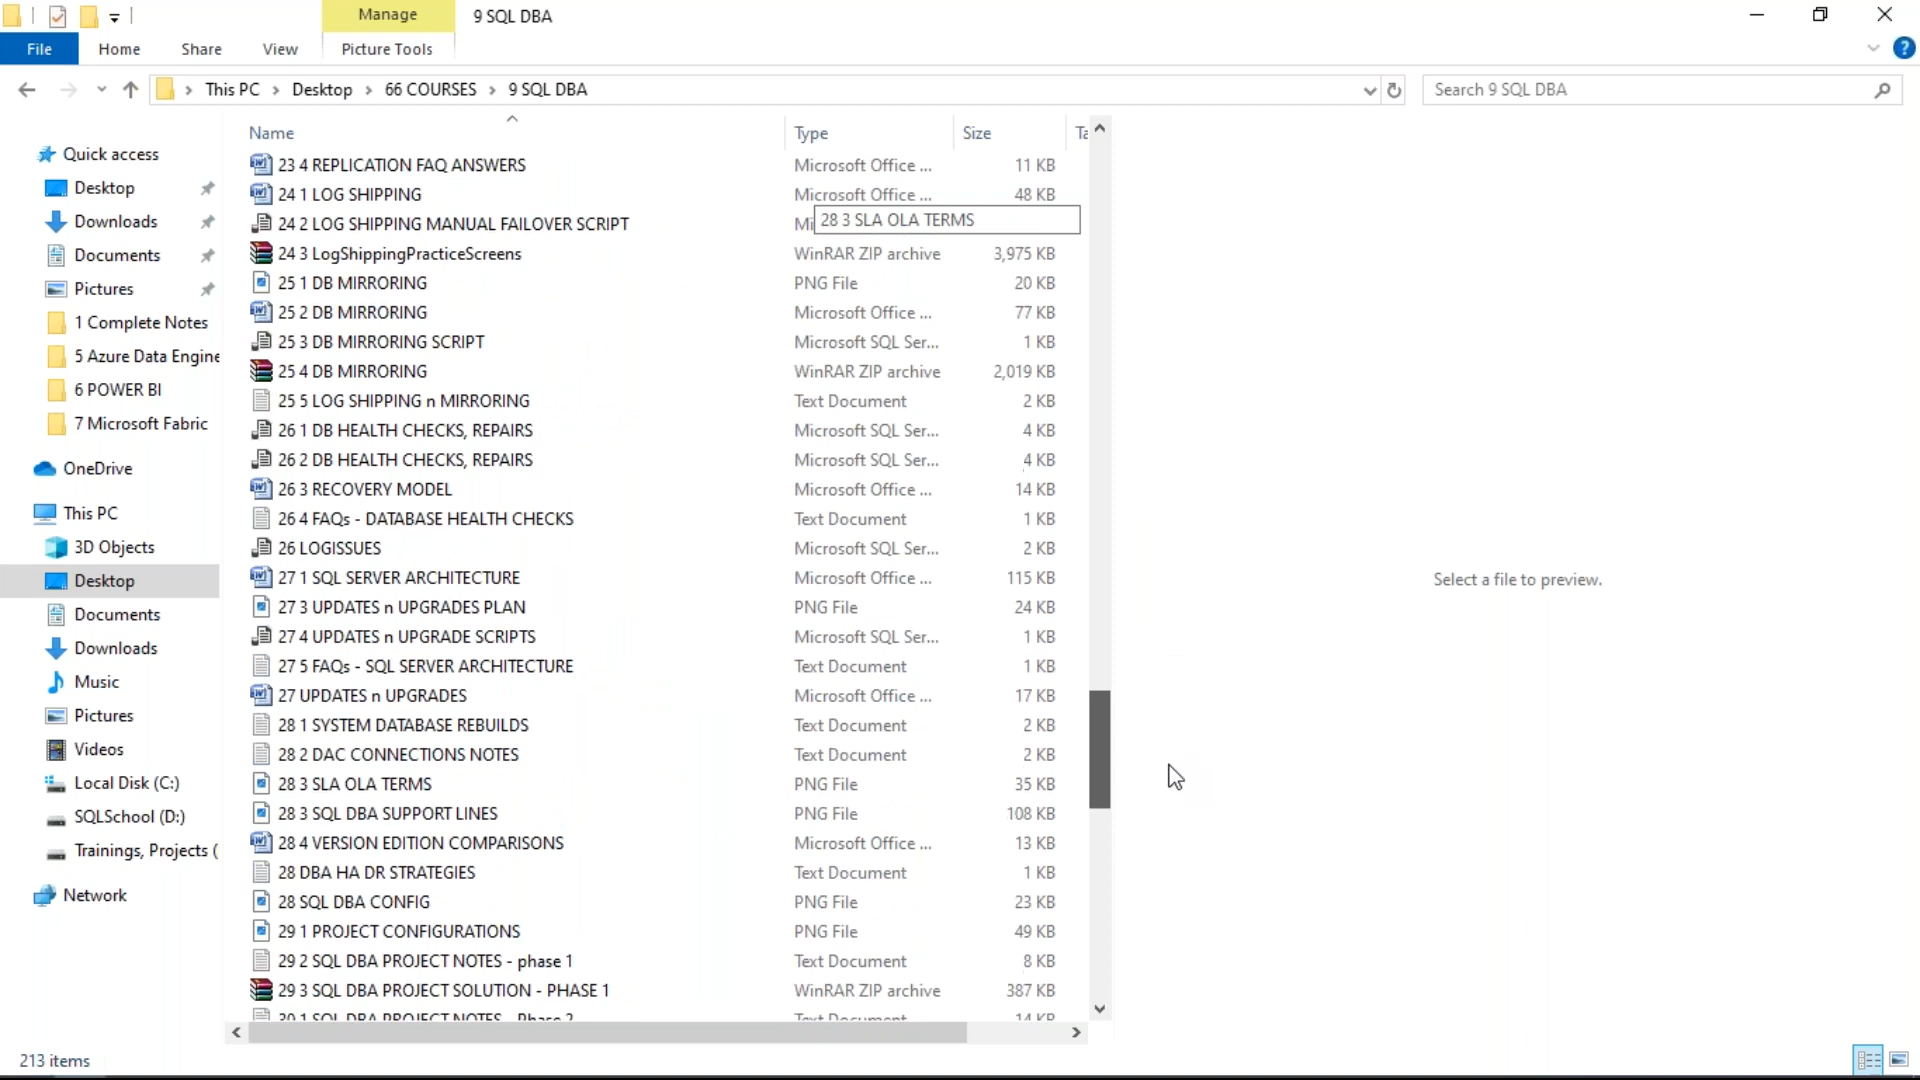 Manage
9 SQL DBA
File
Home
Share
View
Picture Tools
This PC
Desktop
66 COURSES
9 SQL DBA
Search 9 SQL DBA
Quick access
Desktop
Downloads
Documents
Pictures
1 Complete Notes
5 Azure Data Engine
6 POWER BI
7 Microsoft Fabric
OneDrive
This PC
3D Objects
Desktop
Documents
Downloads
Music
Pictures
Videos
Local Disk (C:)
SQLSchool (D:)
Trainings, Projects (
Network
Name Type Size Ta
23 4 REPLICATION FAQ ANSWERS Microsoft Office ... 11 KB
24 1 LOG SHIPPING Microsoft Office ... 48 KB
24 2 LOG SHIPPING MANUAL FAILOVER SCRIPT Mi
28 3 SLA OLA TERMS
24 3 LogShippingPracticeScreens WinRAR ZIP archive 3,975 KB
25 1 DB MIRRORING PNG File 20 KB
25 2 DB MIRRORING Microsoft Office ... 77 KB
25 3 DB MIRRORING SCRIPT Microsoft SQL Ser... 1 KB
25 4 DB MIRRORING WinRAR ZIP archive 2,019 KB
25 5 LOG SHIPPING n MIRRORING Text Document 2 KB
26 1 DB HEALTH CHECKS, REPAIRS Microsoft SQL Ser... 4 KB
26 2 DB HEALTH CHECKS, REPAIRS Microsoft SQL Ser... 4 KB
26 3 RECOVERY MODEL Microsoft Office ... 14 KB
26 4 FAQs - DATABASE HEALTH CHECKS Text Document 1 KB
26 LOGISSUES Microsoft SQL Ser... 2 KB
27 1 SQL SERVER ARCHITECTURE Microsoft Office ... 115 KB
27 3 UPDATES n UPGRADES PLAN PNG File 24 KB
27 4 UPDATES n UPGRADE SCRIPTS Microsoft SQL Ser... 1 KB
27 5 FAQs - SQL SERVER ARCHITECTURE Text Document 1 KB
27 UPDATES n UPGRADES Microsoft Office ... 17 KB
28 1 SYSTEM DATABASE REBUILDS Text Document 2 KB
28 2 DAC CONNECTIONS NOTES Text Document 2 KB
28 3 SLA OLA TERMS PNG File 35 KB
28 3 SQL DBA SUPPORT LINES PNG File 108 KB
28 4 VERSION EDITION COMPARISONS Microsoft Office ... 13 KB
28 DBA HA DR STRATEGIES Text Document 1 KB
28 SQL DBA CONFIG PNG File 23 KB
29 1 PROJECT CONFIGURATIONS PNG File 49 KB
29 2 SQL DBA PROJECT NOTES - phase 1 Text Document 8 KB
29 3 SQL DBA PROJECT SOLUTION - PHASE 1 WinRAR ZIP archive 387 KB
30 1 SQL DBA PROJECT NOTES - Phase 2 Text Document 14 KB
Select a file to preview.
213 items